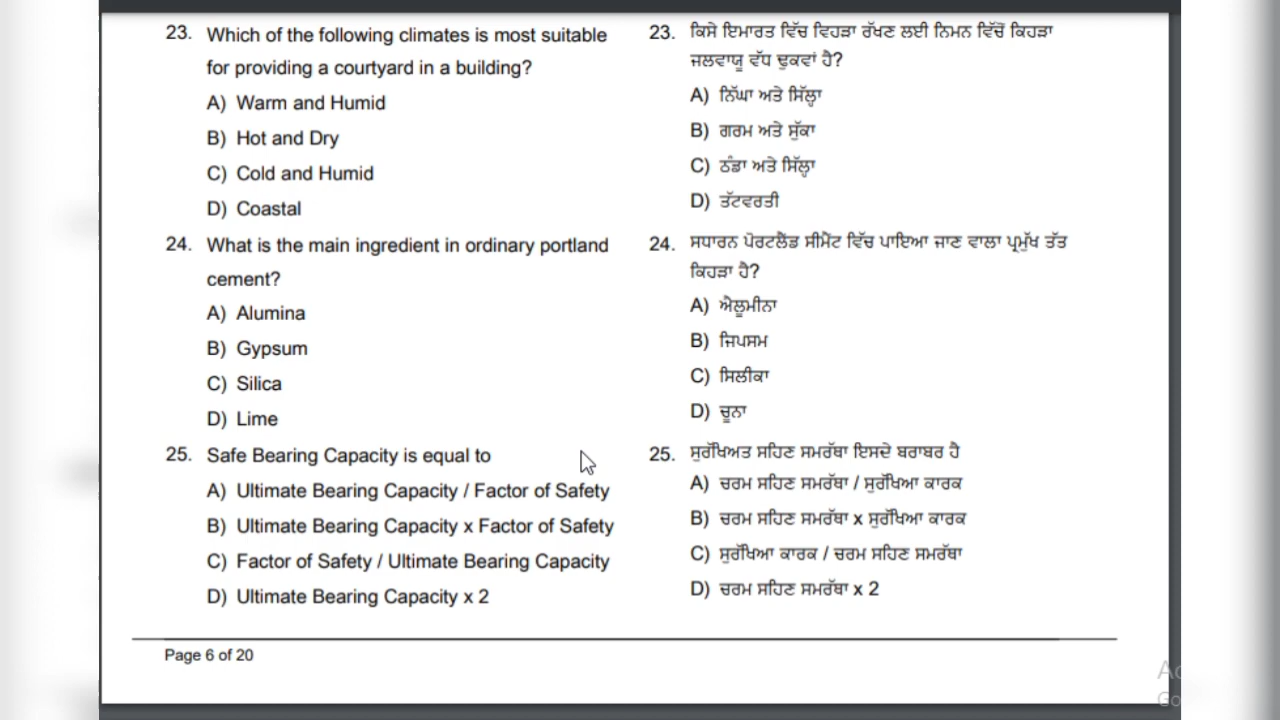 23. Which of the following climates is most suitable
for providing a courtyard in a building?
A) Warm and Humid
B) Hot and Dry
C) Cold and Humid
D) Coastal
24. What is the main ingredient in ordinary portland
cement?
A) Alumina
B) Gypsum
C) Silica
D) Lime
25. Safe Bearing Capacity is equal to
A) Ultimate Bearing Capacity / Factor of Safety
B) Ultimate Bearing Capacity x Factor of Safety
C) Factor of Safety / Ultimate Bearing Capacity
D) Ultimate Bearing Capacity x 2
23. ਕਿਸੇ ਇਮਾਰਤ ਵਿੱਚ ਵਿਹੜਾ ਰੱਖਣ ਲਈ ਨਿਮਨ ਵਿੱਚੋਂ ਕਿਹੜਾ
ਜਲਵਾਯੂ ਵੱਧ ਢੁਕਵਾਂ ਹੈ?
A) ਨਿੱਘਾ ਅਤੇ ਸਿੱਲ੍ਹਾ
B) ਗਰਮ ਅਤੇ ਸੁੱਕਾ
C) ਠੰਡਾ ਅਤੇ ਸਿੱਲ੍ਹਾ
D) ਤੱਟਵਰਤੀ
24. ਸਧਾਰਨ ਪੋਰਟਲੈਂਡ ਸੀਮੈਂਟ ਵਿੱਚ ਪਾਇਆ ਜਾਣ ਵਾਲਾ ਪ੍ਰਮੁੱਖ ਤੱਤ
ਕਿਹੜਾ ਹੈ?
A) ਐਲੂਮੀਨਾ
B) ਜਿਪਸਮ
C) ਸਿਲੀਕਾ
D) ਚੂਨਾ
25. ਸੁਰੱਖਿਅਤ ਸਹਿਣ ਸਮਰੱਥਾ ਇਸਦੇ ਬਰਾਬਰ ਹੈ
A) ਚਰਮ ਸਹਿਣ ਸਮਰੱਥਾ / ਸੁਰੱਖਿਆ ਕਾਰਕ
B) ਚਰਮ ਸਹਿਣ ਸਮਰੱਥਾ x ਸੁਰੱਖਿਆ ਕਾਰਕ
C) ਸੁਰੱਖਿਆ ਕਾਰਕ / ਚਰਮ ਸਹਿਣ ਸਮਰੱਥਾ
D) ਚਰਮ ਸਹਿਣ ਸਮਰੱਥਾ x 2
Page 6 of 20